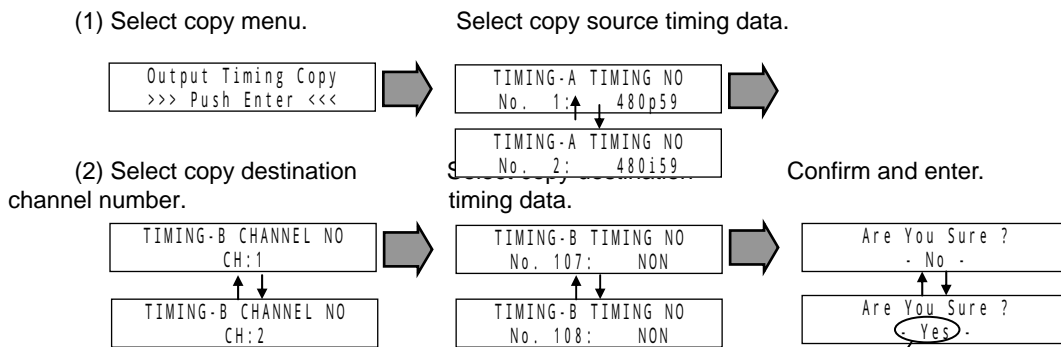 (1) Select copy menu.
Select copy source timing data.
Output Timing Copy
>>> Push Enter <<<
TIMING-A TIMING NO
No. 1: 480p59
TIMING-A TIMING NO
No. 2: 480i59
(2) Select copy destination
channel number.
Select copy destination
timing data.
Confirm and enter.
TIMING-B CHANNEL NO
CH:1
TIMING-B CHANNEL NO
CH:2
TIMING-B TIMING NO
No. 107: NON
TIMING-B TIMING NO
No. 108: NON
Are You Sure ?
- No -
Are You Sure ?
- Yes -